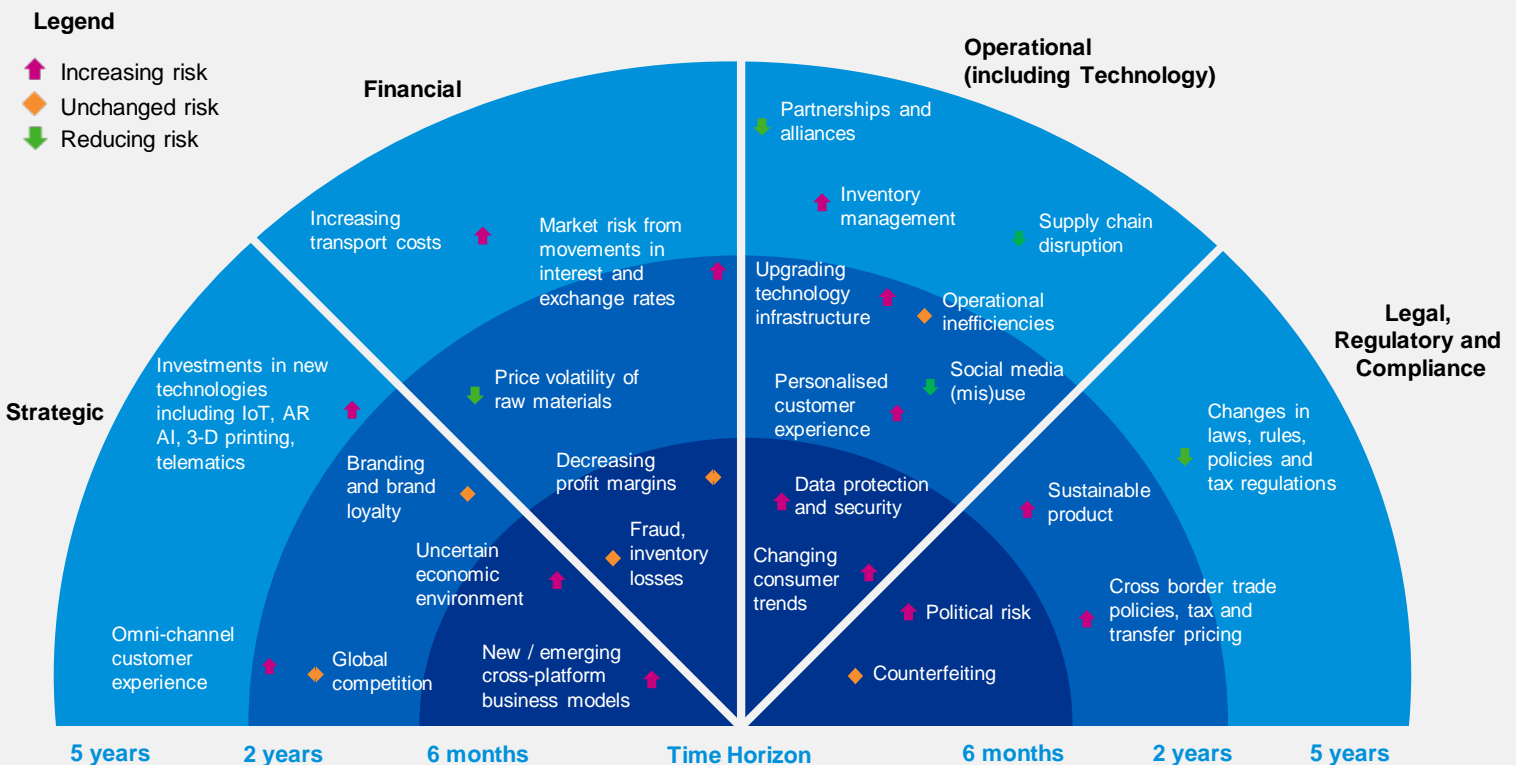 Legend
Increasing risk
Unchanged risk
Reducing risk
Financial
Operational
(including Technology)
Strategic
Legal,
Regulatory and
Compliance
Partnerships and
alliances
Inventory
management
Supply chain
disruption
Increasing
transport costs
Market risk from
movements in
interest and
exchange rates
Upgrading
technology
infrastructure
Operational
inefficiencies
Investments in new
technologies
including IoT, AR
AI, 3-D printing,
telematics
Price volatility of
raw materials
Personalised
customer
experience
Social media
(mis)use
Changes in
laws, rules,
policies and
tax regulations
Branding
and brand
loyalty
Decreasing
profit margins
Data protection
and security
Sustainable
product
Uncertain
economic
environment
Fraud,
inventory
losses
Changing
consumer
trends
Political risk
Cross border trade
policies, tax and
transfer pricing
Omni-channel
customer
experience
Global
competition
New / emerging
cross-platform
business models
Counterfeiting
5 years
2 years
6 months
Time Horizon
6 months
2 years
5 years